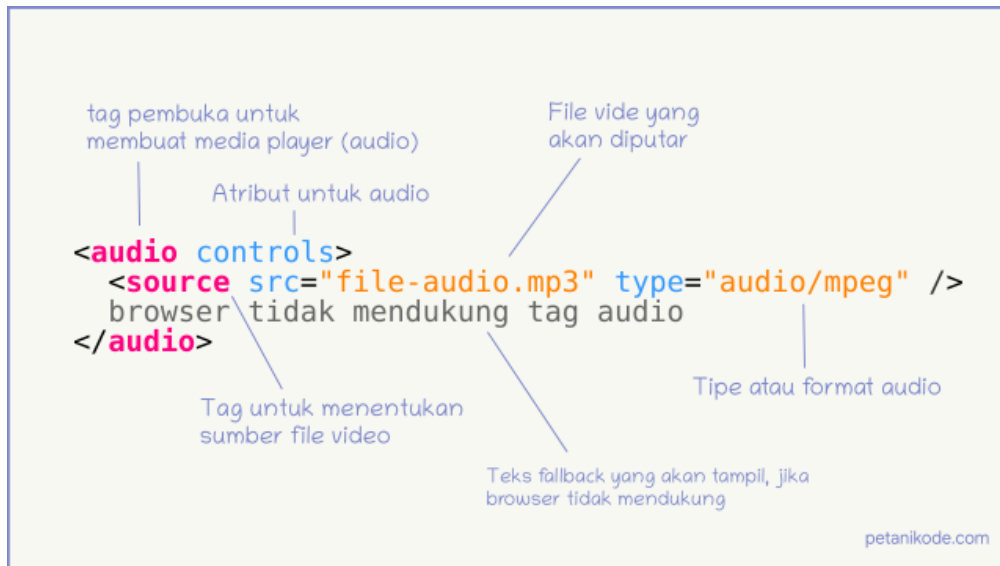 tag pembuka untuk
membuat media player (audio)
File vide yang
akan diputar
Atribut untuk audio
<audio controls>
<source src="file-audio.mp3" type="audio/mpeg" />
browser tidak mendukung tag audio
</audio>
Tag untuk menentukan
sumber file video
Tipe atau format audio
Teks fallback yang akan tampil, jika
browser tidak mendukung
petanikode.com